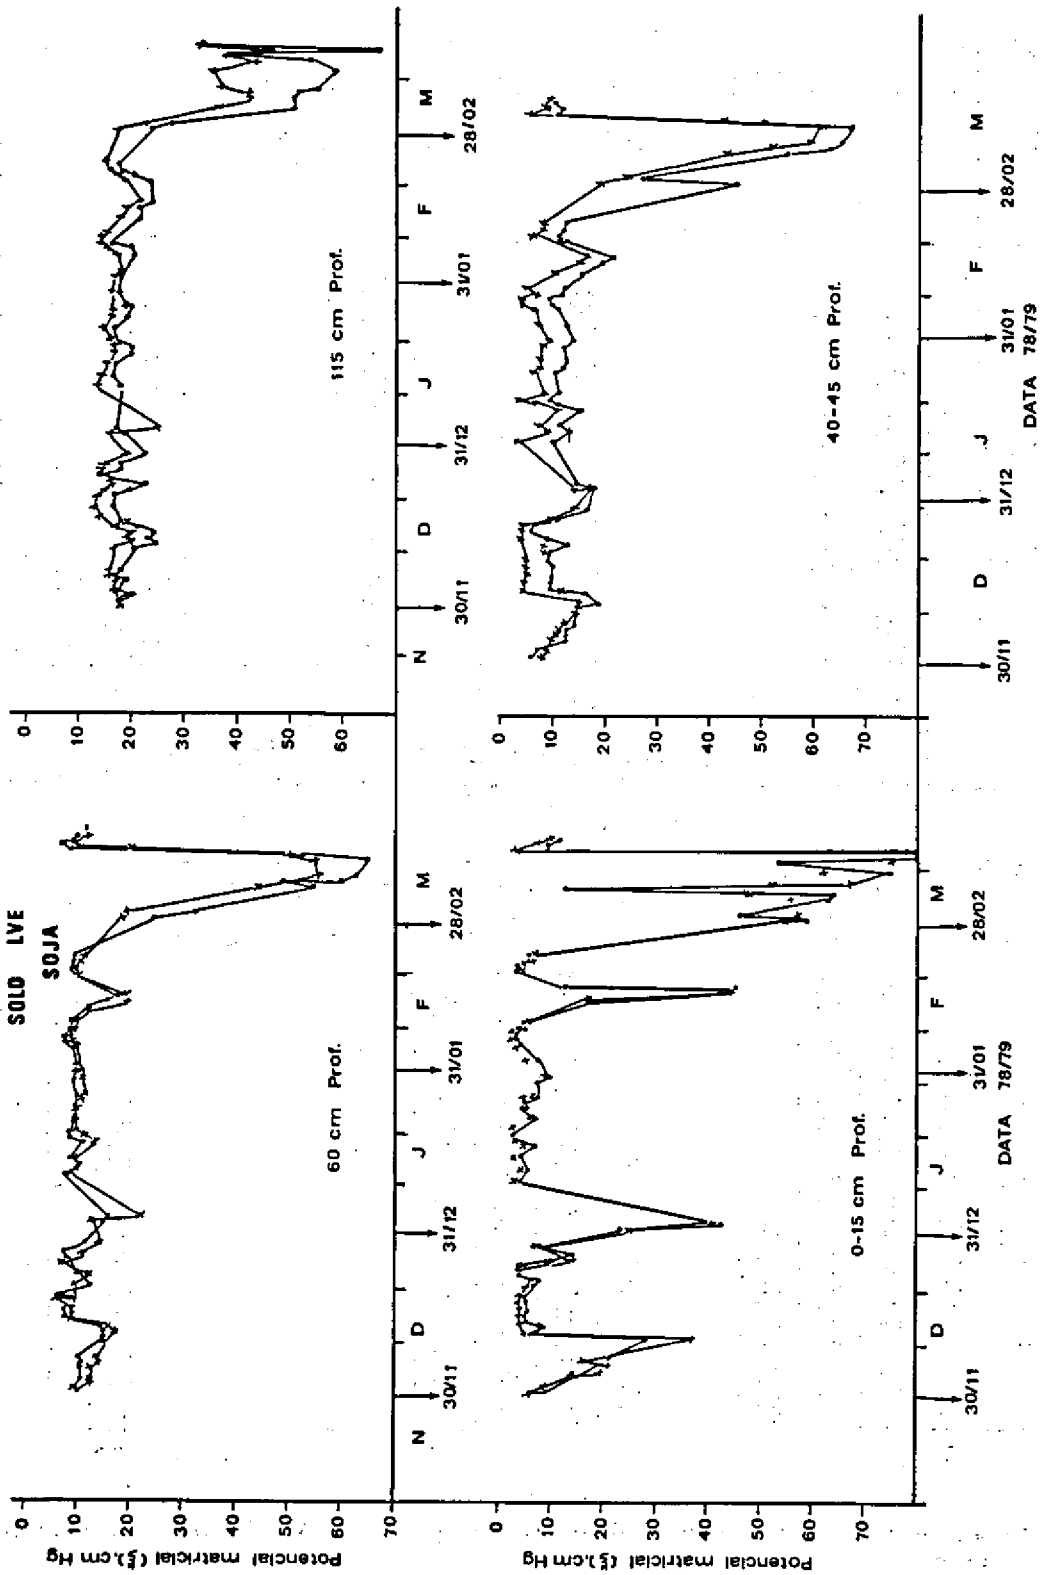 SOLO LVE
SOJA
Potencial matricial (ξ).cm Hg
0
10
20
30
40
50
60
70
60 cm Prof.
N
D
J
F
M
30/11
31/12
31/01
28/02
0
10
20
30
40
50
60
115 cm Prof.
N
D
J
F
M
30/11
31/12
31/01
28/02
Potencial matricial (ξ).cm Hg
0
10
20
30
40
50
60
70
0-15 cm Prof.
D
J
F
M
30/11
31/12
31/01
28/02
DATA 78/79
0
10
20
30
40
50
60
70
40-45 cm Prof.
D
J
F
M
30/11
31/12
31/01
28/02
DATA 78/79